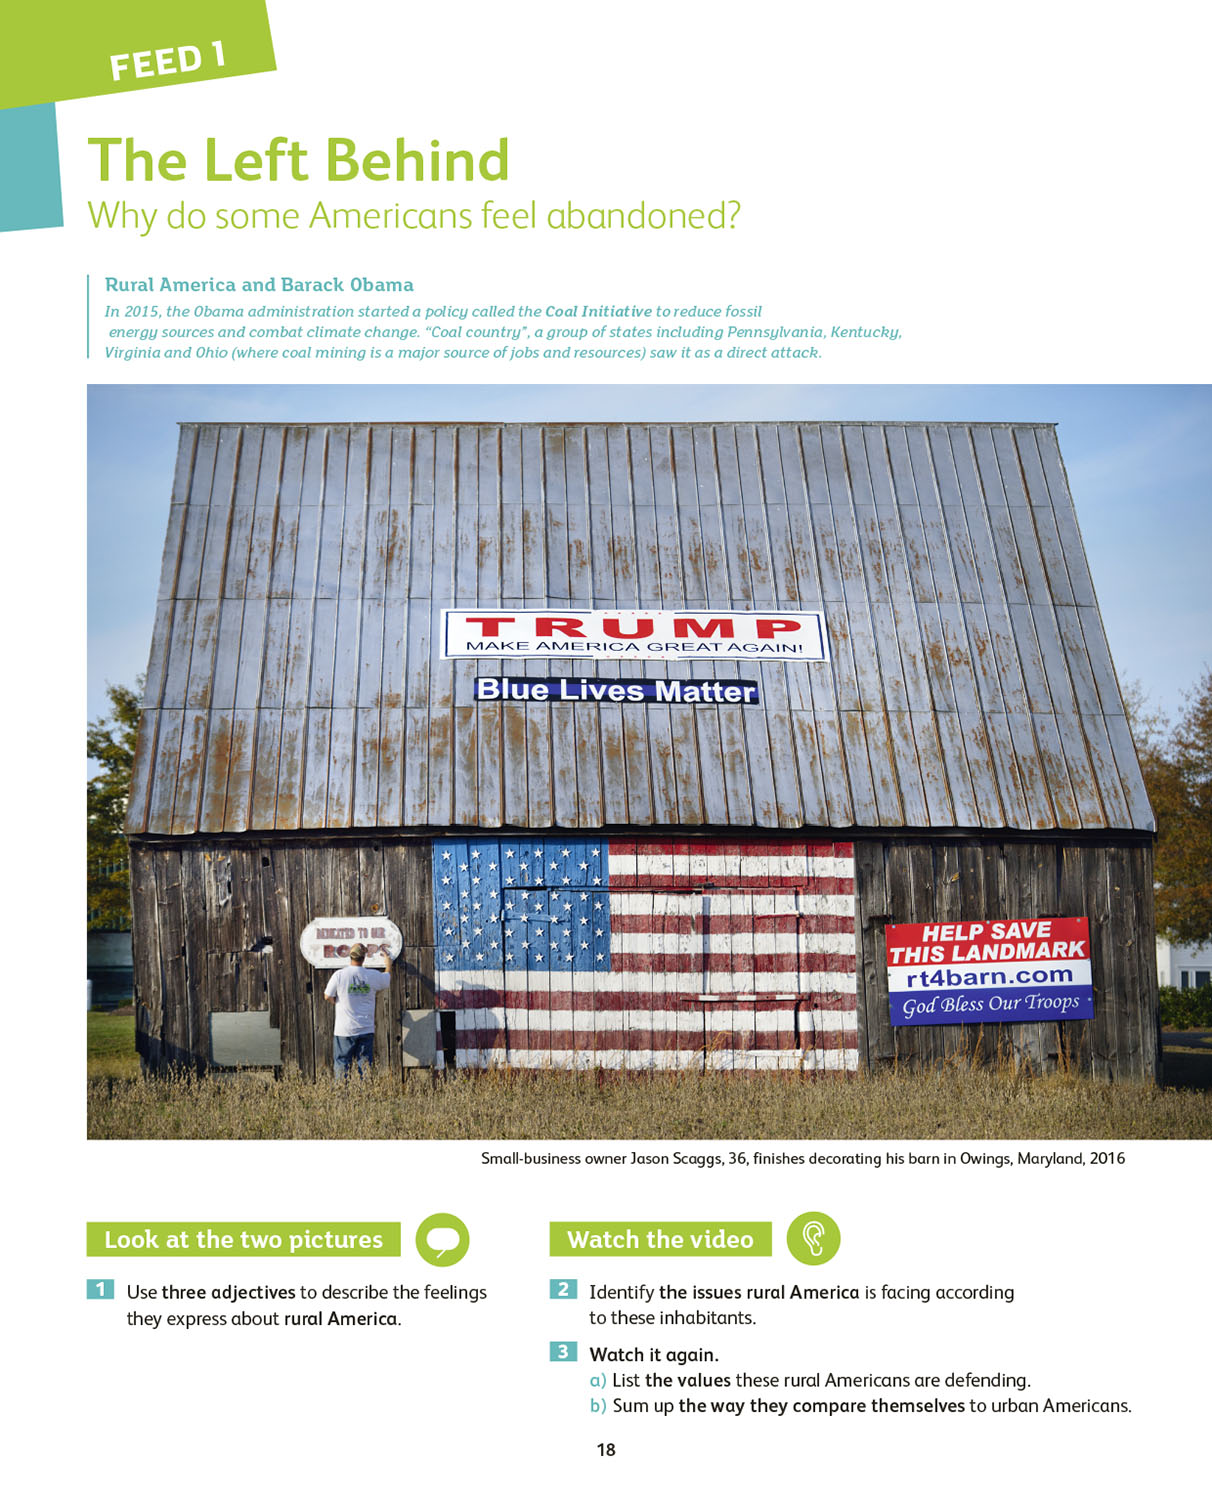 FEED 1
The Left Behind
Why do some Americans feel abandoned?
Rural America and Barack Obama
In 2015, the Obama administration started a policy called the Coal Initiative to reduce fossil
energy sources and combat climate change. “Coal country”, a group of states including Pennsylvania, Kentucky,
Virginia and Ohio (where coal mining is a major source of jobs and resources) saw it as a direct attack.
TRUMP
MAKE AMERICA GREAT AGAIN!
Blue Lives Matter
DEDICATED TO OUR
HELP SAVE
THIS LANDMARK
rt4barn.com
God Bless Our Troops
Small-business owner Jason Scaggs, 36, finishes decorating his barn in Owings, Maryland, 2016
Look at the two pictures
1 Use three adjectives to describe the feelings
they express about rural America.
Watch the video
2 Identify the issues rural America is facing according
to these inhabitants.
3 Watch it again.
a) List the values these rural Americans are defending.
b) Sum up the way they compare themselves to urban Americans.
18